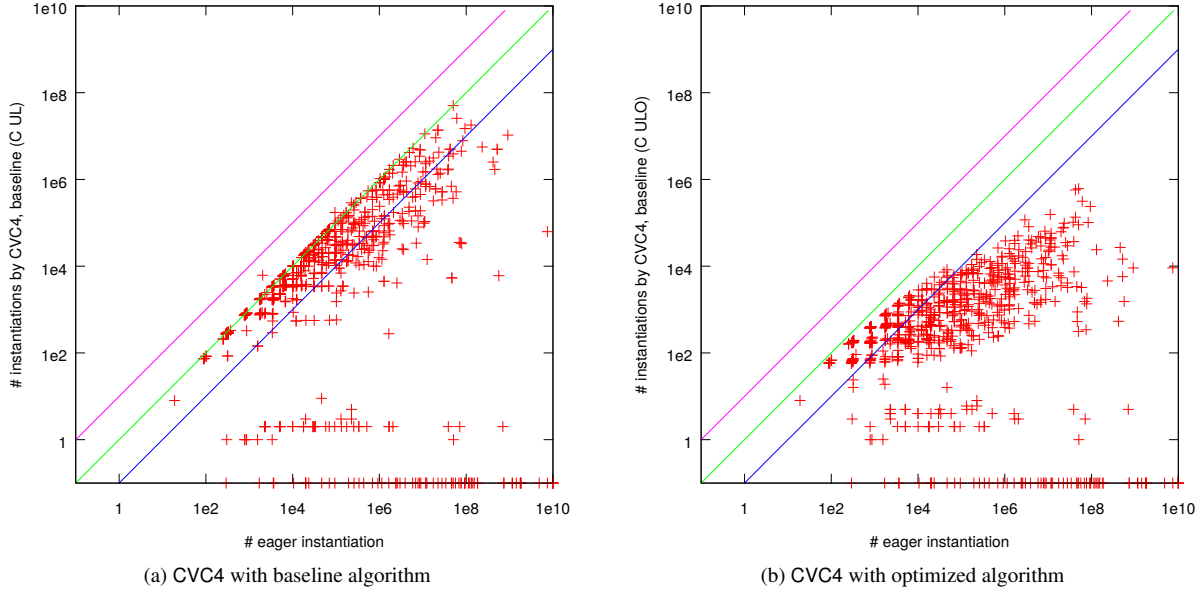 # instantiations by CVC4, baseline (C UL)
1e10
1e8
1e6
1e4
1e2
1
1 1e2 1e4 1e6 1e8 1e10
# eager instantiation
(a) CVC4 with baseline algorithm
# instantiations by CVC4, baseline (C ULO)
1e10
1e8
1e6
1e4
1e2
1
1 1e2 1e4 1e6 1e8 1e10
# eager instantiation
(b) CVC4 with optimized algorithm